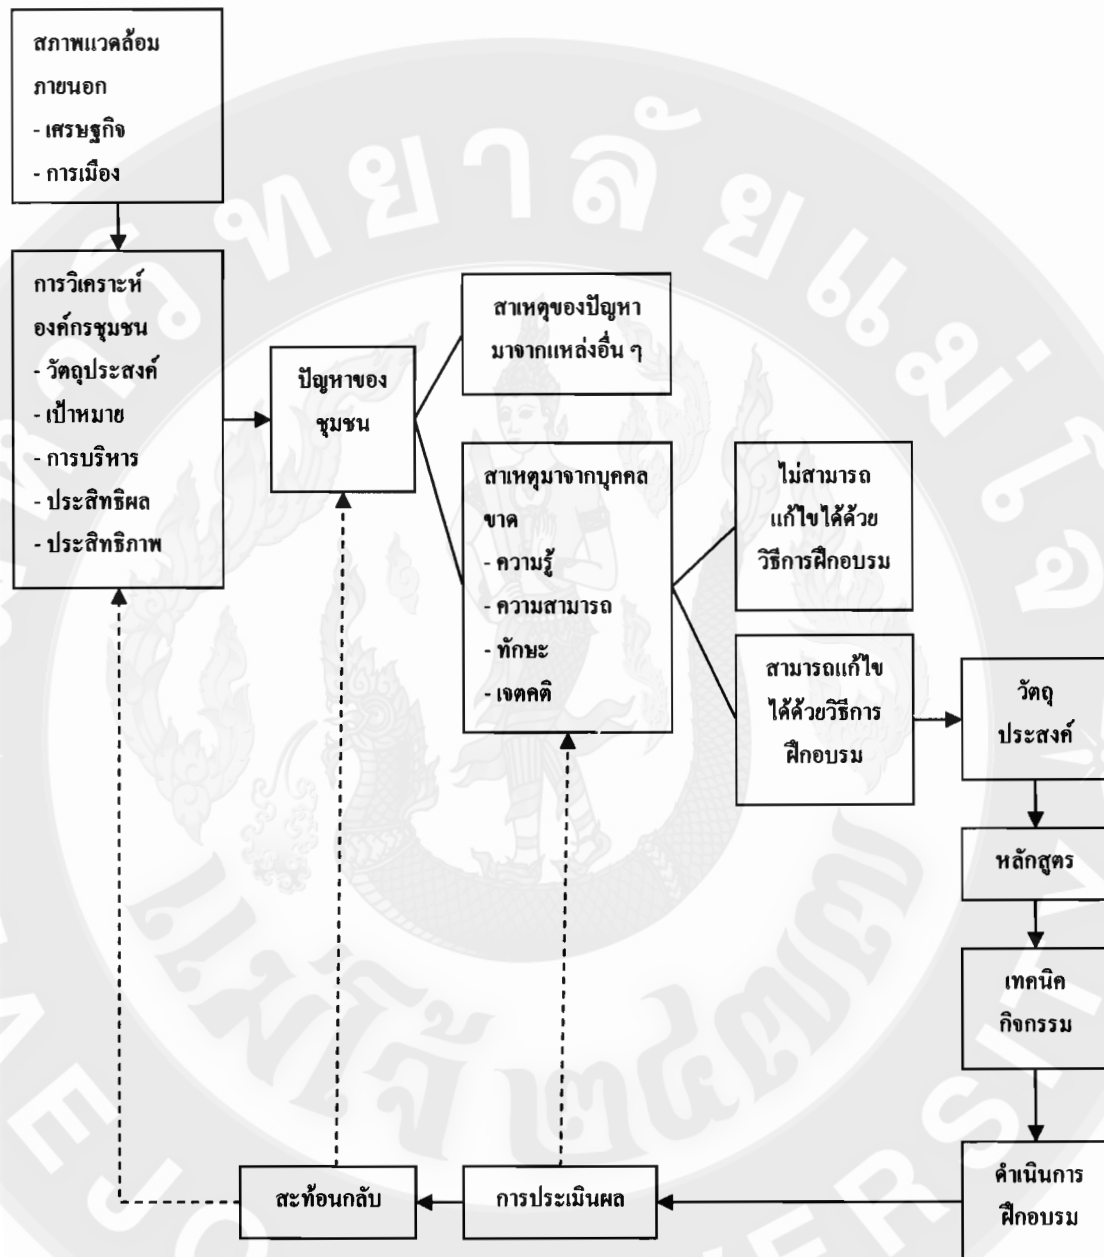 สภาพแวดล้อม
ภายนอก
- เศรษฐกิจ
- การเมือง
การวิเคราะห์
องค์กรชุมชน
- วัตถุประสงค์
- เป้าหมาย
- การบริหาร
- ประสิทธิผล
- ประสิทธิภาพ
ปัญหาของ
ชุมชน
สาเหตุของปัญหา
มาจากแหล่งอื่น ๆ
สาเหตุมาจากบุคคล
ขาด
- ความรู้
- ความสามารถ
- ทักษะ
- เจตคติ
ไม่สามารถ
แก้ไขได้ด้วย
วิธีการฝึกอบรม
สามารถแก้ไข
ได้ด้วยวิธีการ
ฝึกอบรม
วัตถุ
ประสงค์
หลักสูตร
เทคนิค
กิจกรรม
ดำเนินการ
ฝึกอบรม
การประเมินผล
สะท้อนกลับ
แม่โจ้ ๒๔๗๗